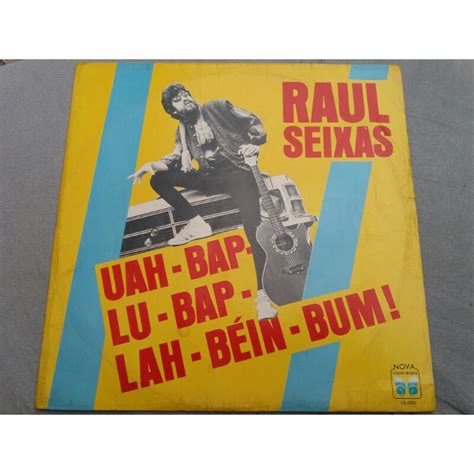 RAUL
SEIXAS
UAH-BAP-
LU-BAP-
LAH-BÉIN-BUM!
NOVA